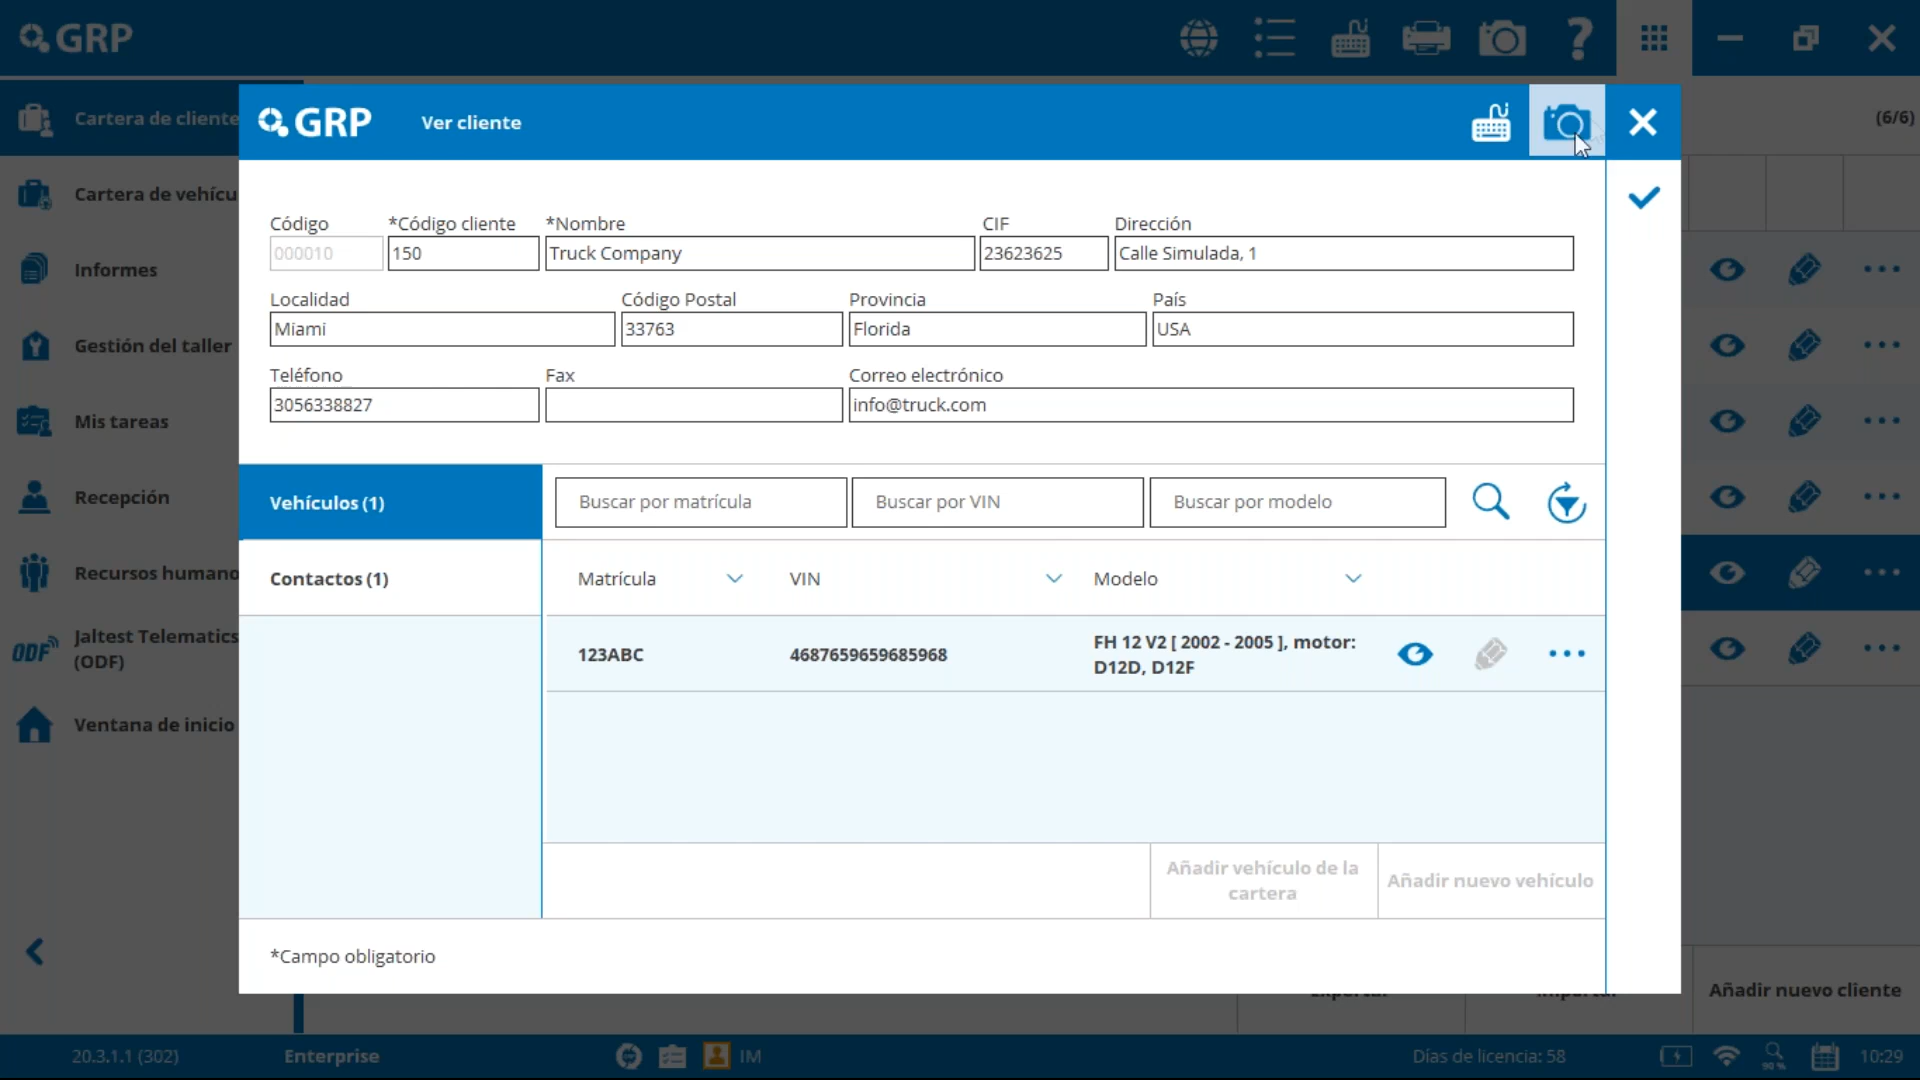 GRP
Cartera de cliente
(6/6)
GRP
Ver cliente
Cartera de vehícu
Informes
Gestión del taller
Mis tareas
Recepción
Recursos humano
ODF
Jaltest Telematics
(ODF)
Ventana de inicio
Código
*Código cliente
*Nombre
CIF
Dirección
000010
150
Truck Company
23623625
Calle Simulada, 1
Localidad
Código Postal
Provincia
País
Miami
33763
Florida
USA
Teléfono
Fax
Correo electrónico
3056338827
info@truck.com
Vehículos (1)
Buscar por matrícula
Buscar por VIN
Buscar por modelo
Contactos (1)
Matrícula
VIN
Modelo
123ABC
4687659659685968
FH 12 V2 [ 2002 - 2005 ], motor:
D12D, D12F
Añadir vehículo de la
cartera
Añadir nuevo vehículo
*Campo obligatorio
Añadir nuevo cliente
20.3.1.1 (302)
Enterprise
IM
Días de licencia: 58
90 %
10:29